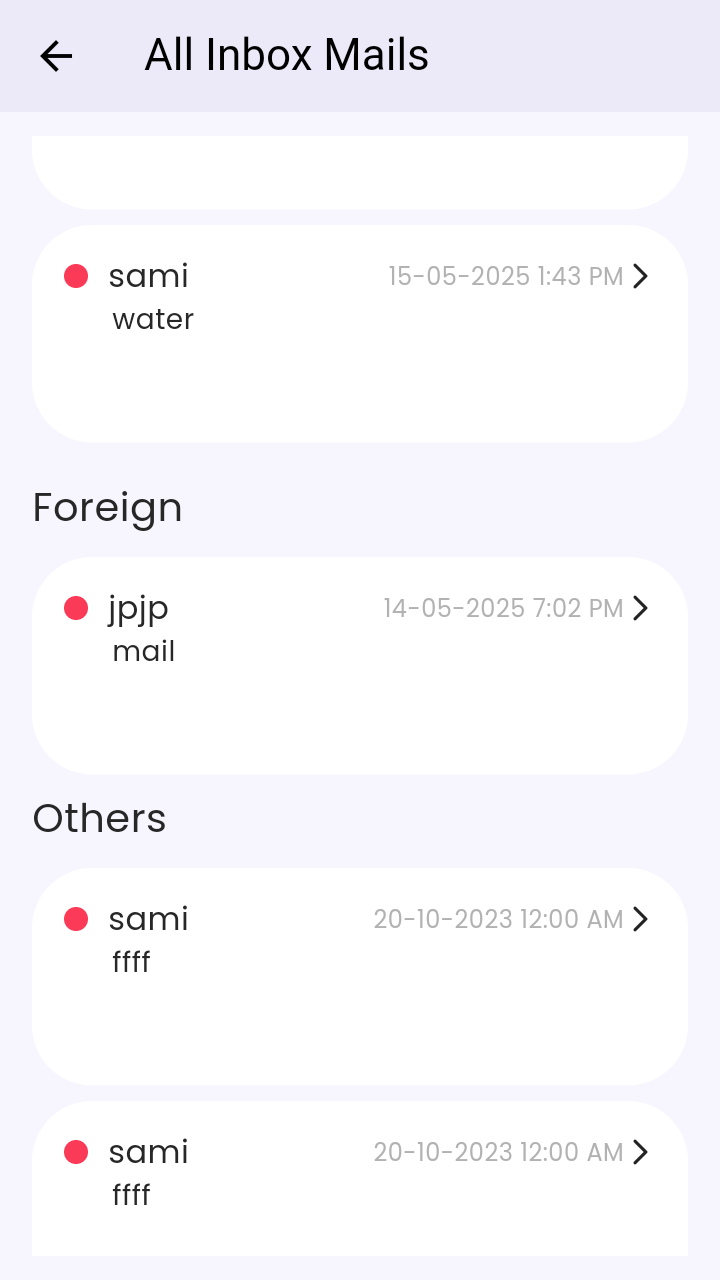 All Inbox Mails
sami 15-05-2025 1:43 PM
water
Foreign
jpjp 14-05-2025 7:02 PM
mail
Others
sami 20-10-2023 12:00 AM
ffff
sami 20-10-2023 12:00 AM
ffff